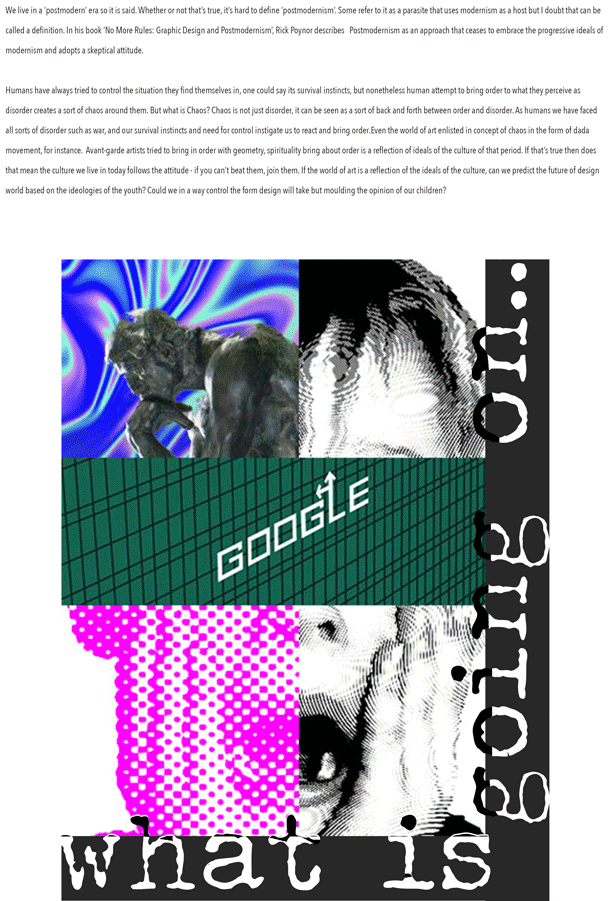 We live in a 'postmodern' era so it is said. Whether or not that's true, it's hard to define 'postmodernism'. Some refer to it as a parasite that uses modernism as a host but I doubt that can be
called a definition. In his book 'No More Rules: Graphic Design and Postmodernism', Rick Poynor describes Postmodernism as an approach that ceases to embrace the progressive ideals of
modernism and adopts a skeptical attitude.
Humans have always tried to control the situation they find themselves in, one could say its survival instincts, but nonetheless human attempt to bring order to what they perceive as
disorder creates a sort of chaos around them. But what is Chaos? Chaos is not just disorder, it can be seen as a sort of back and forth between order and disorder. As humans we have faced
all sorts of disorder such as war, and our survival instincts and need for control instigate us to react and bring order.Even the world of art enlisted in concept of chaos in the form of dada
movement, for instance. Avant-garde artists tried to bring in order with geometry, spirituality bring about order is a reflection of ideals of the culture of that period. If that's true then does
that mean the culture we live in today follows the attitude - if you can't beat them, join them. If the world of art is a reflection of the ideals of the culture, can we predict the future of design
world based on the ideologies of the youth? Could we in a way control the form design will take but moulding the opinion of our children?
GOOGLE
what is
going on..